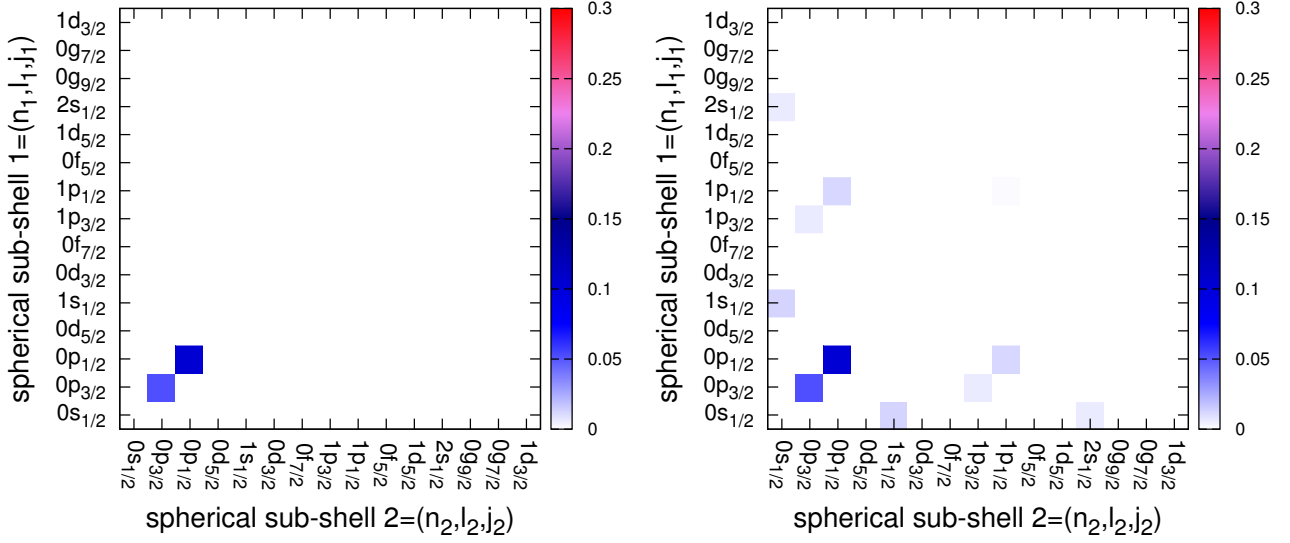 spherical sub-shell 1=(n1,l1,j1)
1d3/2
0g7/2
0g9/2
2s1/2
1d5/2
0f5/2
1p1/2
1p3/2
0f7/2
0d3/2
1s1/2
0d5/2
0p1/2
0p3/2
0s1/2
0s1/2
0p3/2
0p1/2
0d5/2
1s1/2
0d3/2
0f7/2
1p3/2
1p1/2
0f5/2
1d5/2
2s1/2
0g9/2
0g7/2
1d3/2
spherical sub-shell 2=(n2,l2,j2)
0.3
0.25
0.2
0.15
0.1
0.05
0
spherical sub-shell 1=(n1,l1,j1)
1d3/2
0g7/2
0g9/2
2s1/2
1d5/2
0f5/2
1p1/2
1p3/2
0f7/2
0d3/2
1s1/2
0d5/2
0p1/2
0p3/2
0s1/2
0s1/2
0p3/2
0p1/2
0d5/2
1s1/2
0d3/2
0f7/2
1p3/2
1p1/2
0f5/2
1d5/2
2s1/2
0g9/2
0g7/2
1d3/2
spherical sub-shell 2=(n2,l2,j2)
0.3
0.25
0.2
0.15
0.1
0.05
0